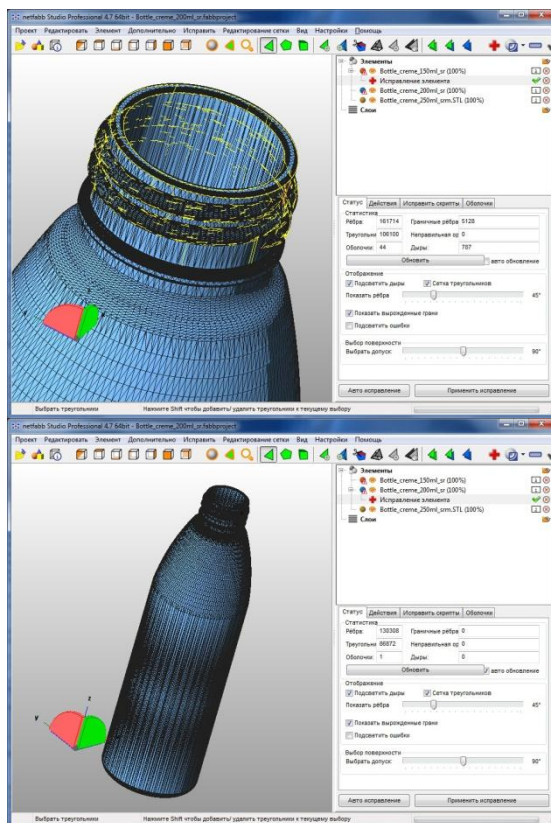 netfabb Studio Professional 4.7 64bit - Bottle_creme_200ml_sr.fabbproject
Проект Редактировать Элемент Дополнительно Исправить Редактирование сетки Вид Настройки Помощь
Элементы
Bottle_creme_150ml_sr (100%)
Исправление элемента
Bottle_creme_200ml_sr (100%)
Bottle_creme_250ml_srm.STL (100%)
Слои
Статус Действия Исправить скрипты Оболочки
Статистика
Рёбра: 161714 Граничные рёбра 5128
Треугольни 106100 Неправильная ор 0
Оболочки: 44 Дыры: 787
Обновить авто обновление
Отображение
Подсветить дыры Сетка треугольников
Показать рёбра 45°
Показать вырожденные грани
Подсветить ошибки
Выбор поверхности
Выбрать допуск: 90°
Авто исправление Применить исправление
Выбрать треугольники Нажмите Shift чтобы добавить/ удалить треугольники к текущему выбору
netfabb Studio Professional 4.7 64bit - Bottle_creme_200ml_sr.fabbproject
Проект Редактировать Элемент Дополнительно Исправить Редактирование сетки Вид Настройки Помощь
Элементы
Bottle_creme_150ml_sr (100%)
Bottle_creme_200ml_sr (100%)
Исправление элемента
Bottle_creme_250ml_srm.STL (100%)
Слои
Статус Действия Исправить скрипты Оболочки
Статистика
Рёбра: Граничные рёбра 0
Треугольни Неправильная ор 0
Оболочки: 1 Дыры: 0
Обновить авто обновление
Отображение
Подсветить дыры Сетка треугольников
Показать рёбра 45°
Показать вырожденные грани
Подсветить ошибки
Выбор поверхности
Выбрать допуск: 90°
z
y
Авто исправление Применить исправление
Выбрать треугольники Нажмите Shift чтобы добавить/ удалить треугольники к текущему выбору